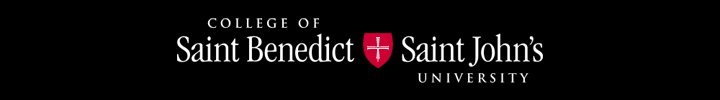 COLLEGE OF
Saint Benedict Saint John's
UNIVERSITY